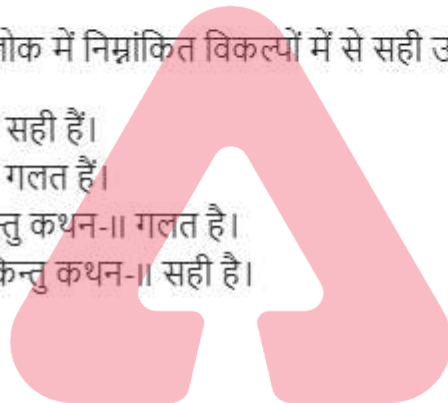 में निम्नांकित विकल्पों में से सही
सही हैं।
गलत हैं।
कथन-II गलत है।
कथन-II सही है।